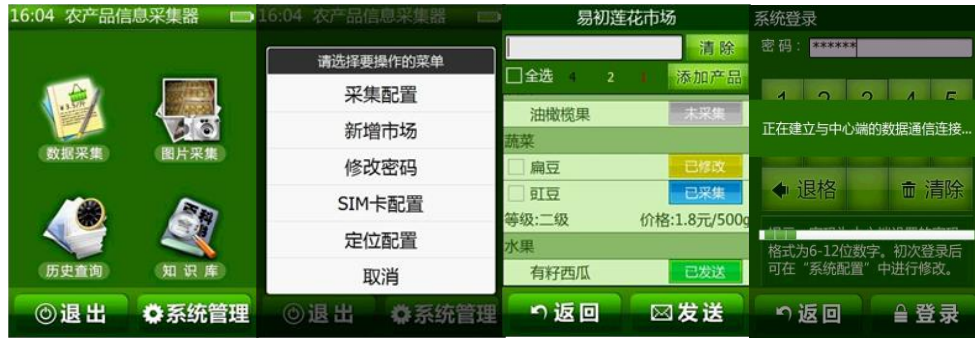 16:04 农产品信息采集器
数据采集
图片采集
历史查询
知识库
退出
系统管理
16:04 农产品信息采集器
请选择要操作的菜单
采集配置
新增市场
修改密码
SIM卡配置
定位配置
取消
退出
系统管理
易初莲花市场
清除
全选 4 2 1
添加产品
油橄榄果 未采集
蔬菜
扁豆 已修改
豇豆 已采集
等级:二级 价格:1.8元/500g
水果
有籽西瓜 已发送
返回
发送
系统登录
密码: ******
1 2 3 4 5
正在建立与中心端的数据通信连接...
退格
清除
格式为6-12位数字。初次登录后
可在“系统配置”中进行修改。
返回
登录